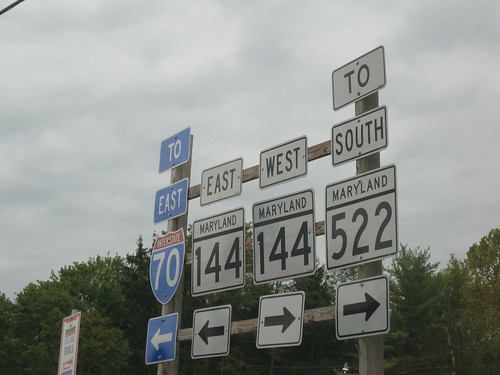 TO
EAST
INTERSTATE
70
EAST
MARYLAND
144
WEST
MARYLAND
144
TO
SOUTH
MARYLAND
522